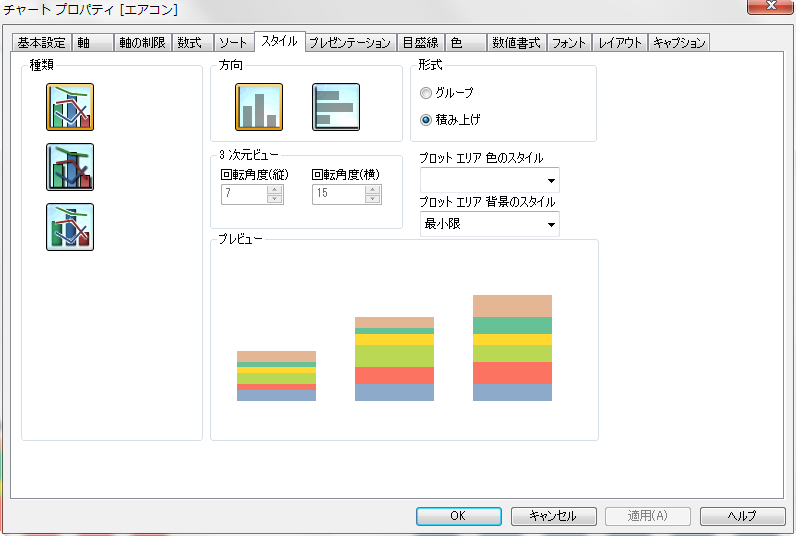 チャート プロパティ [エアコン]
基本設定 軸 軸の制限 数式 ソート スタイル プレゼンテーション 目盛線 色 数値書式 フォント レイアウト キャプション
種類
方向
形式
グループ
積み上げ
3 次元ビュー
回転角度(縦) 回転角度(横)
7 15
プロット エリア 色のスタイル
プロット エリア 背景のスタイル
最小限
プレビュー
OK キャンセル 適用(A) ヘルプ